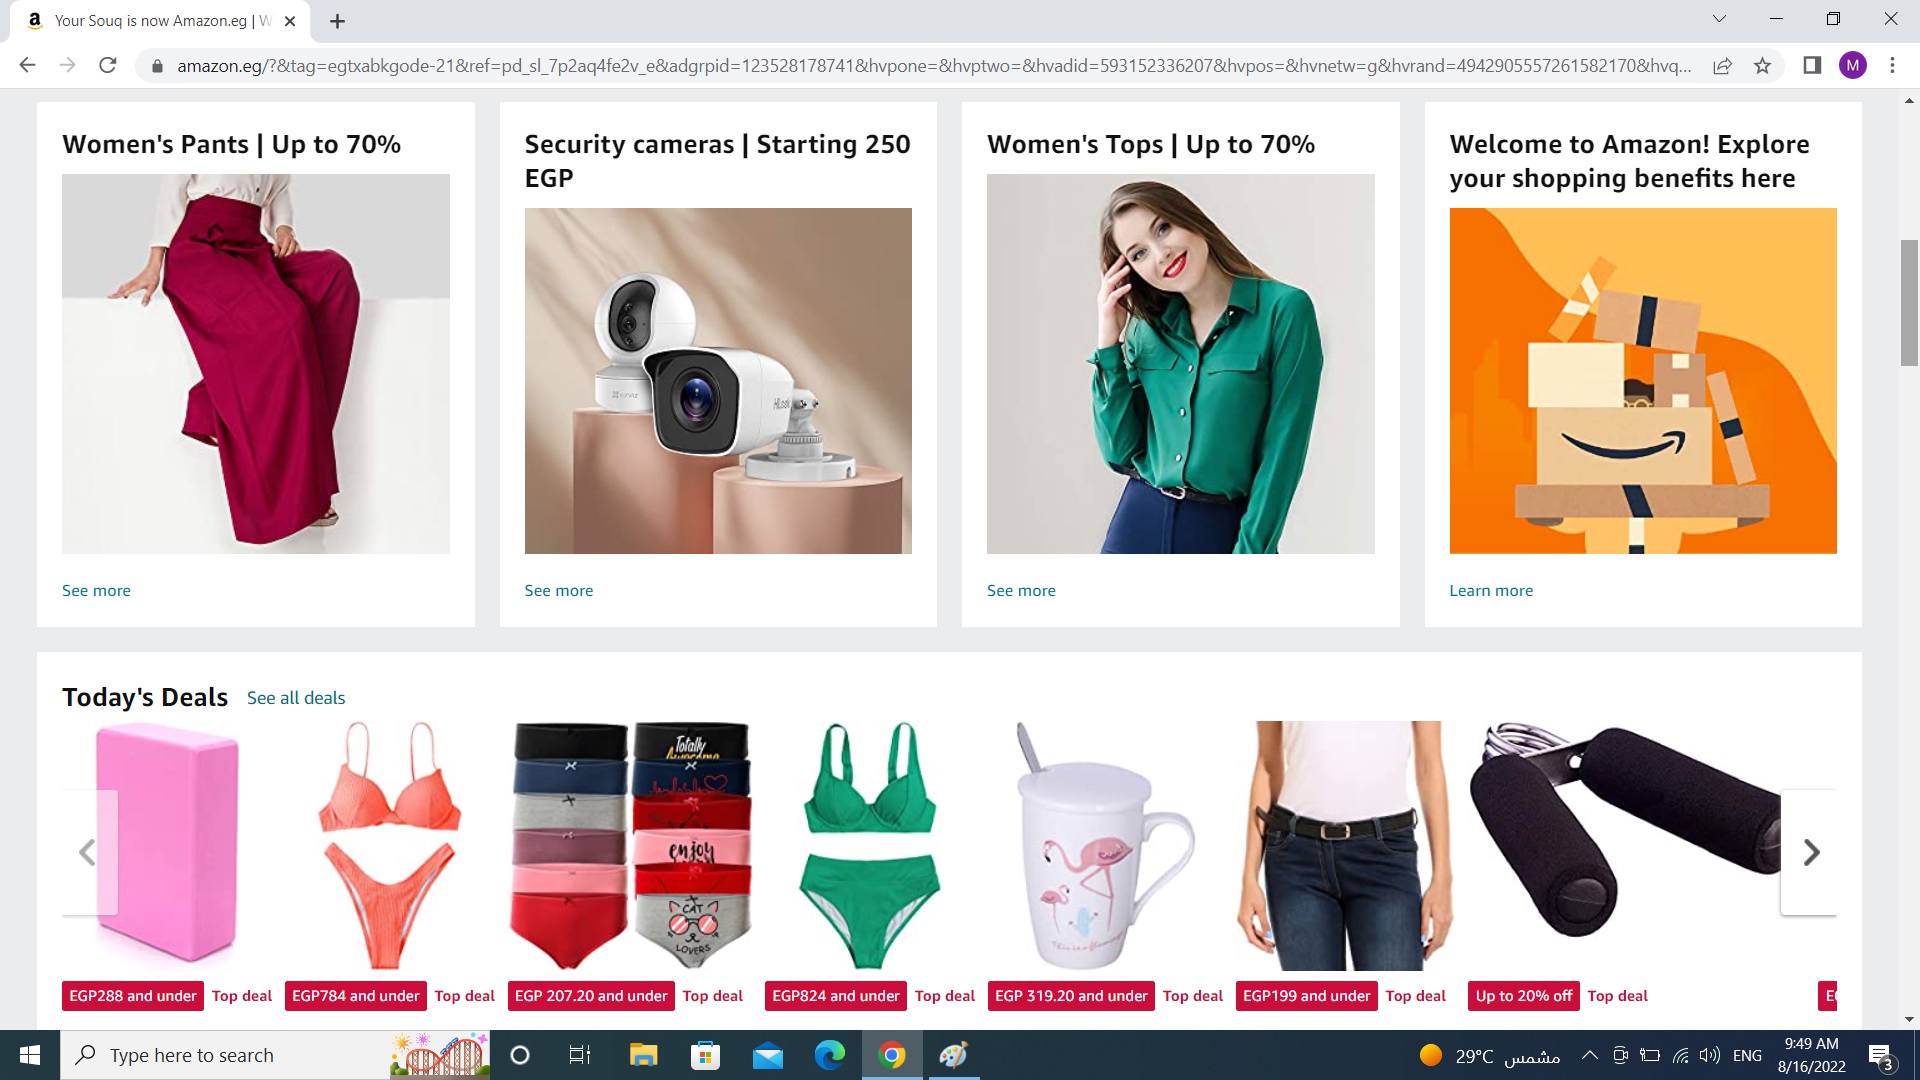 Your Souq is now Amazon.eg | W
amazon.eg/?&tag=egtxabkgode-21&ref=pd_sl_7p2aq4fe2v_e&adgrpid=123528178741&hvpone=&hvptwo=&hvadid=593152336207&hvpos=&hvnetw=g&hvrand=4942905557261582170&hvq...
M
Women's Pants | Up to 70%
Security cameras | Starting 250
EGP
Women's Tops | Up to 70%
Welcome to Amazon! Explore
your shopping benefits here
HiLook
See more
See more
See more
Learn more
Today's Deals See all deals
Totally
Awesome
enjoy
CAT
LOVERS
EGP288 and under Top deal
EGP784 and under Top deal
EGP 207.20 and under Top deal
EGP824 and under Top deal
EGP 319.20 and under Top deal
EGP199 and under Top deal
Up to 20% off Top deal
Type here to search
29°C مشمس
ENG
9:49 AM
8/16/2022
3